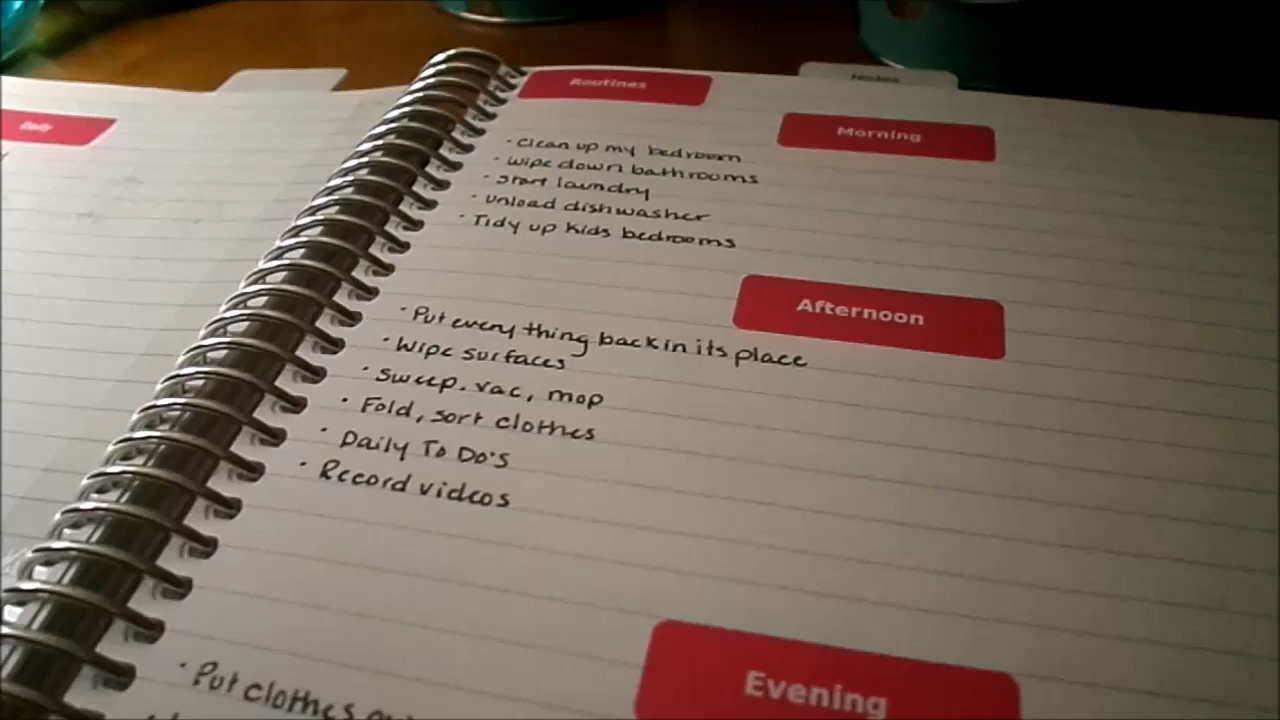 Daily
Routines
Notes
Morning
· Clean up my bedroom
· Wipe down bathrooms
· Start laundry
· Unload dishwasher
· Tidy up kids bedrooms
Afternoon
· Put everything back in its place
· Wipe surfaces
· Sweep, vac, mop
· Fold, sort clothes
· Daily To Do's
· Record videos
Evening
· Put clothes